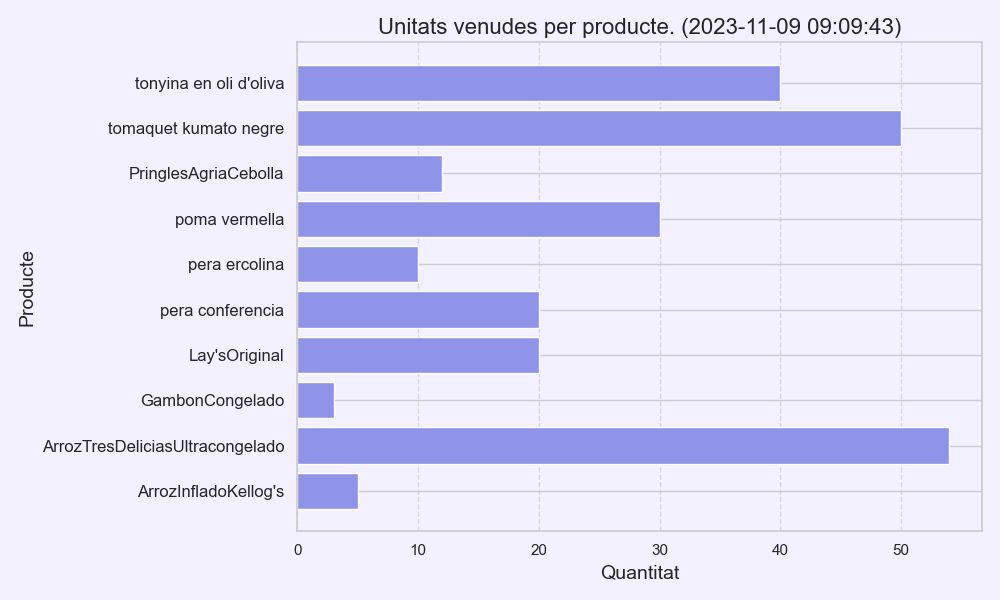 Unitats venudes per producte. (2023-11-09 09:09:43)
Producte
tonyina en oli d'oliva
tomaquet kumato negre
PringlesAgriaCebolla
poma vermella
pera ercolina
pera conferencia
Lay'sOriginal
GambonCongelado
ArrozTresDeliciasUltracongelado
ArrozInfladoKellog's
0 10 20 30 40 50
Quantitat